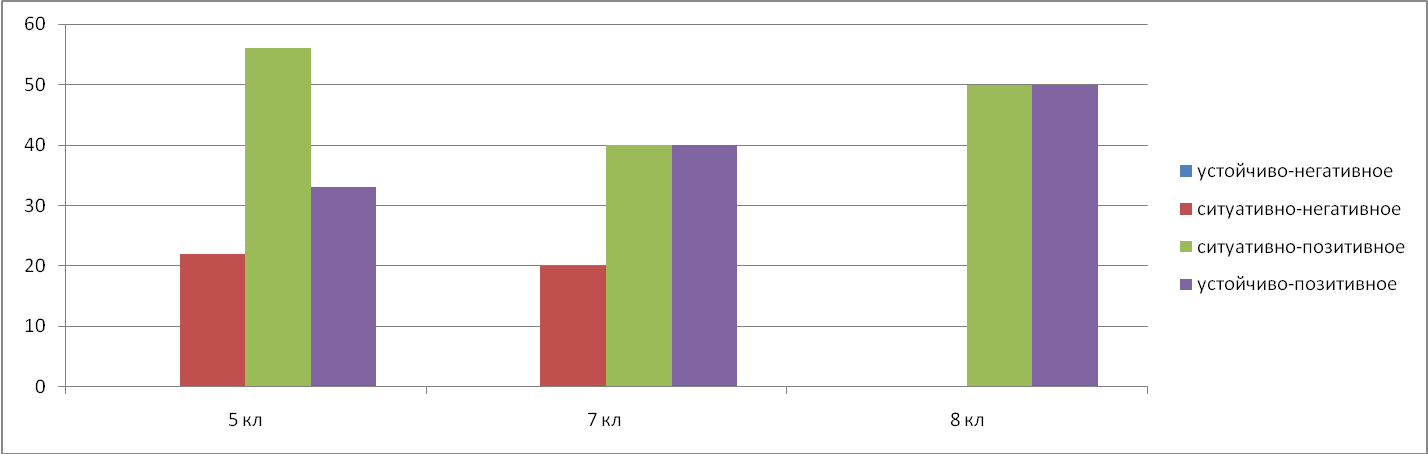 60
50
40
30
20
10
0
5 кл
7 кл
8 кл
устойчиво-негативное
ситуативно-негативное
ситуативно-позитивное
устойчиво-позитивное